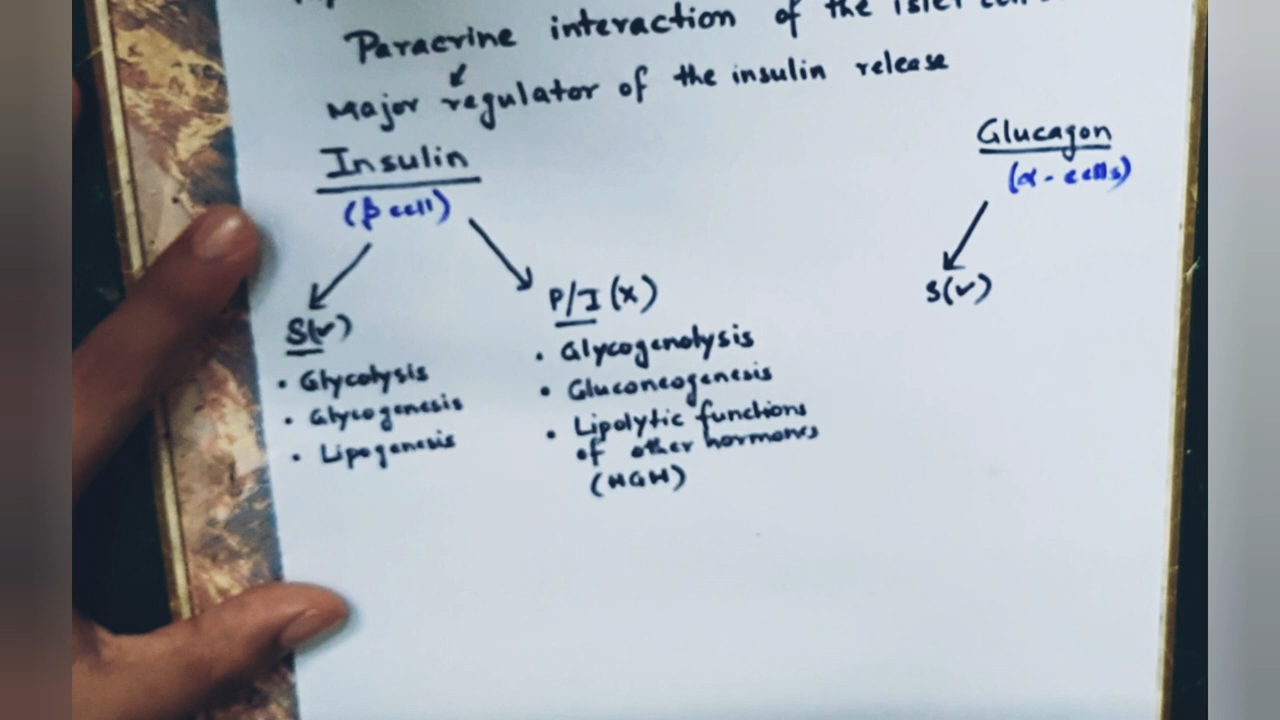 Paracrine interaction of the islet
Major regulator of the insulin release
Insulin
(β cell)
S(✓)
• Glycolysis
• Glycogenesis
• Lipogenesis
P/I (x)
• Glycogenolysis
• Gluconeogenesis
• Lipolytic functions
of other hormones
(HGH)
Glucagon
(α - cells)
S(✓)